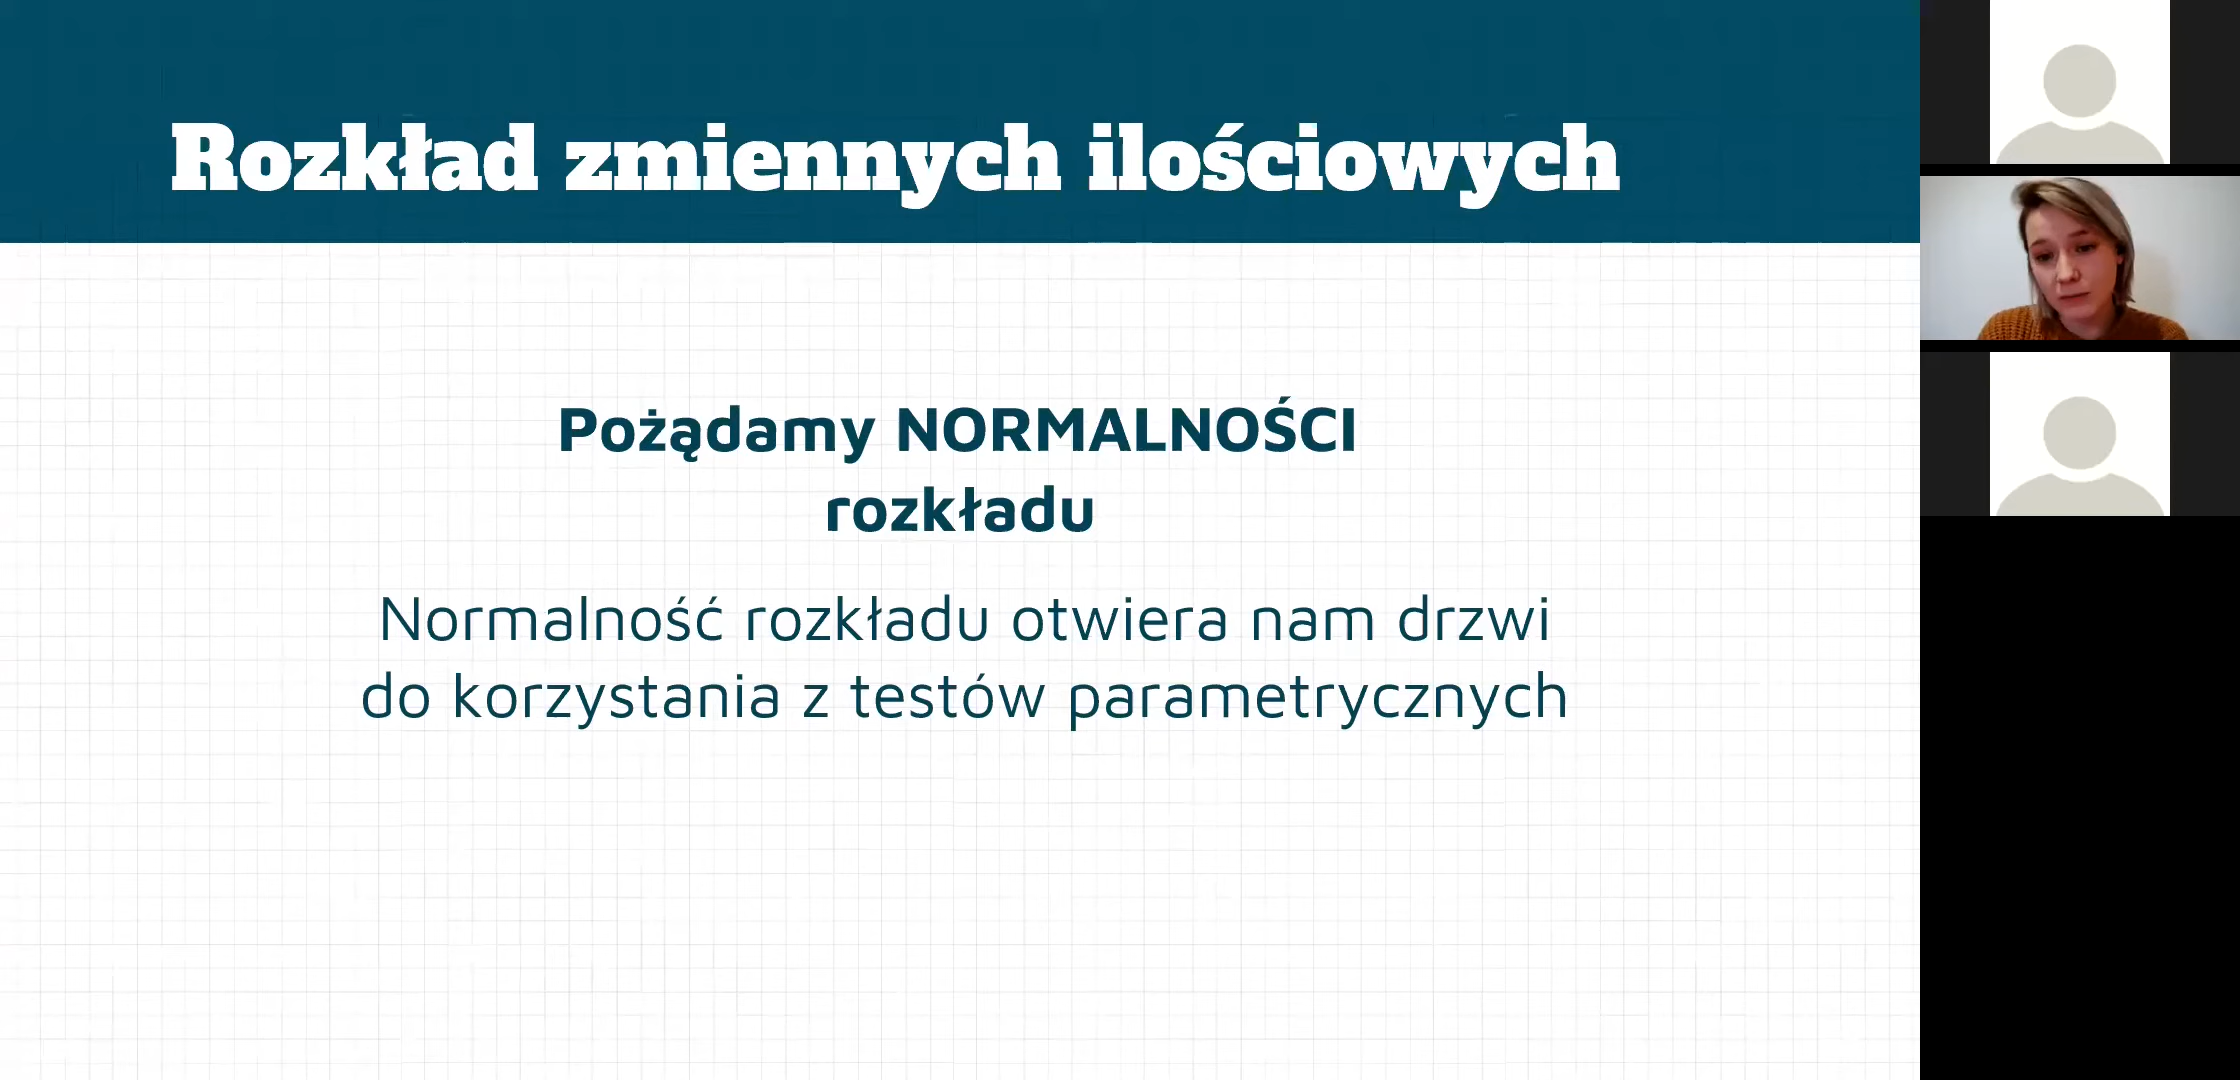 Rozkład zmiennych ilościowych
Pożądamy NORMALNOŚCI
rozkładu
Normalność rozkładu otwiera nam drzwi
do korzystania z testów parametrycznych